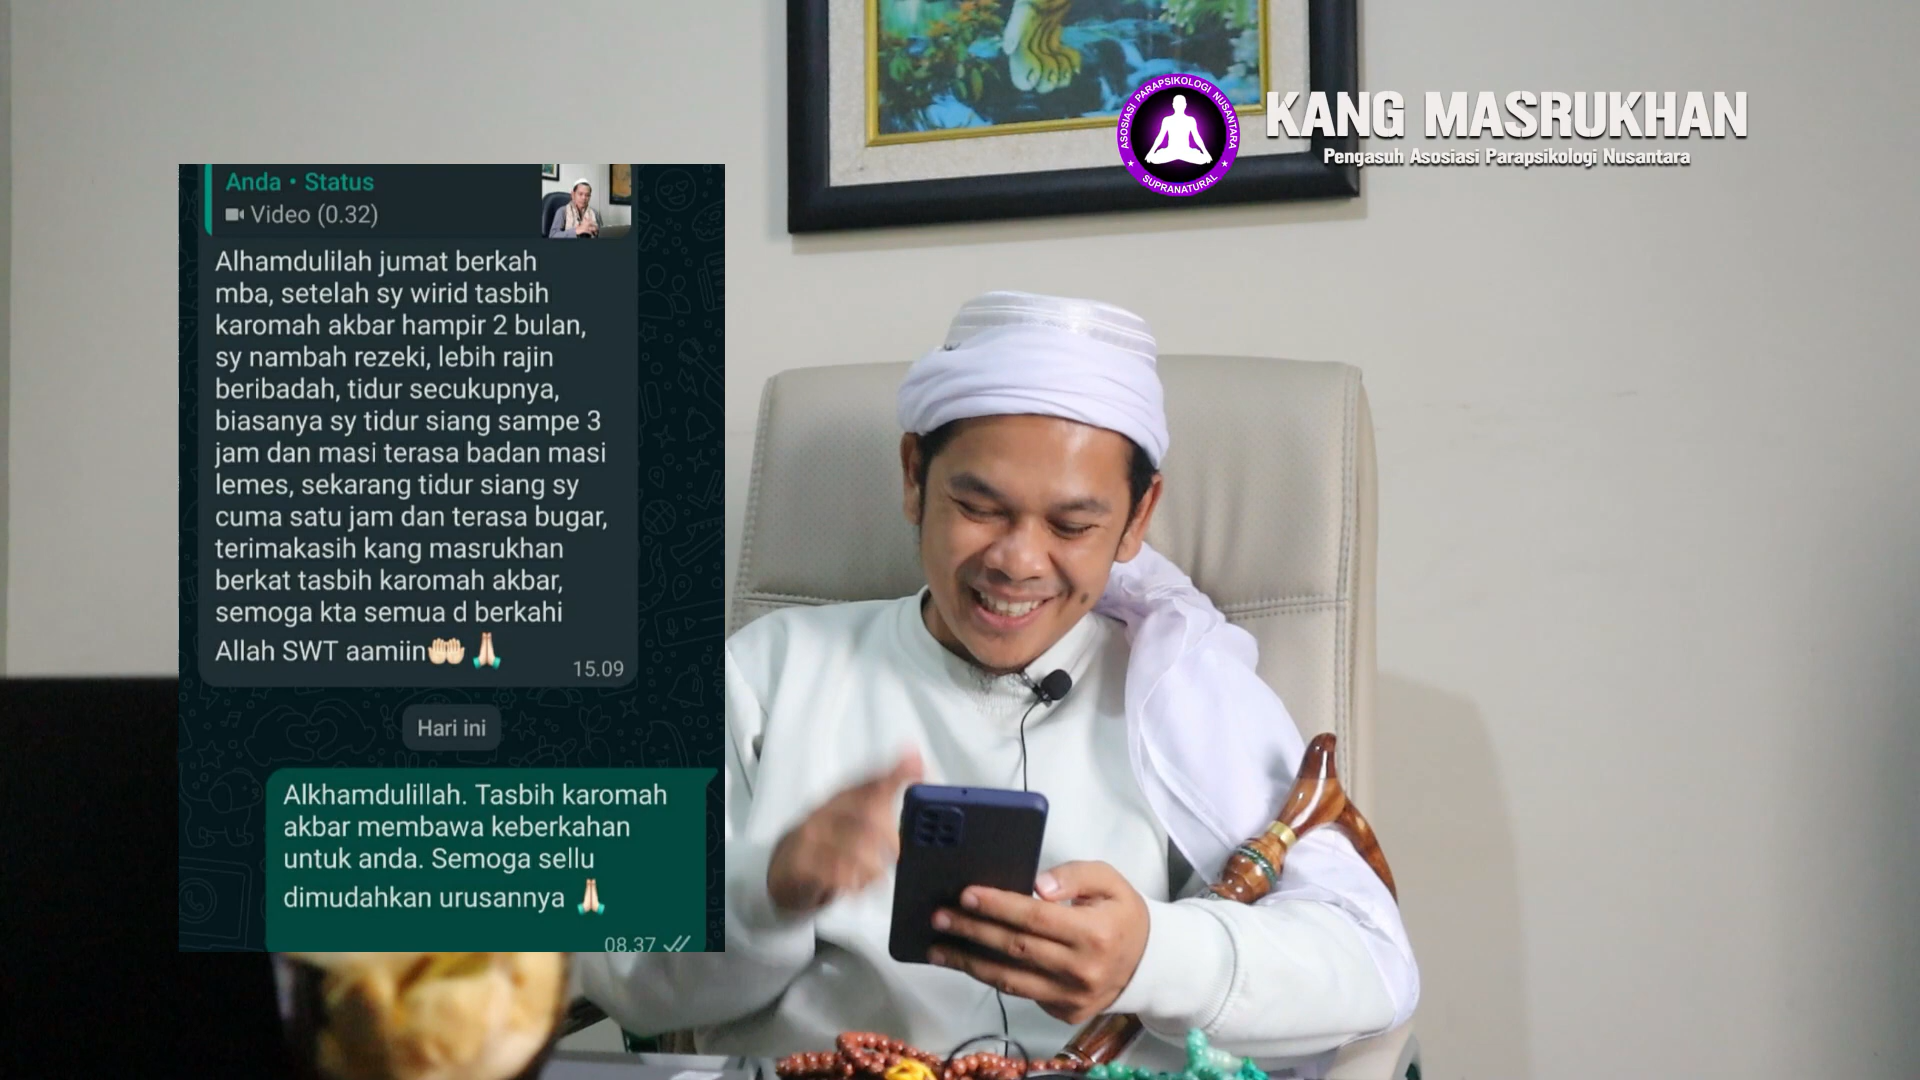 Anda • Status
Video (0.32)
Alhamdulilah jumat berkah
mba, setelah sy wirid tasbih
karomah akbar hampir 2 bulan,
sy nambah rezeki, lebih rajin
beribadah, tidur secukupnya,
biasanya sy tidur siang sampe 3
jam dan masi terasa badan masi
lemes, sekarang tidur siang sy
cuma satu jam dan terasa bugar,
terimakasih kang masrukhan
berkat tasbih karomah akbar,
semoga kta semua d berkahi
Allah SWT aamiin🤲🏻🙏🏻
15.09
Hari ini
Alkhamdulillah. Tasbih karomah
akbar membawa keberkahan
untuk anda. Semoga sellu
dimudahkan urusannya 🙏🏻
08.37
ASOSIASI PARAPSIKOLOGI NUSANTARA
SUPRANATURAL
KANG MASRUKHAN
Pengasuh Asosiasi Parapsikologi Nusantara